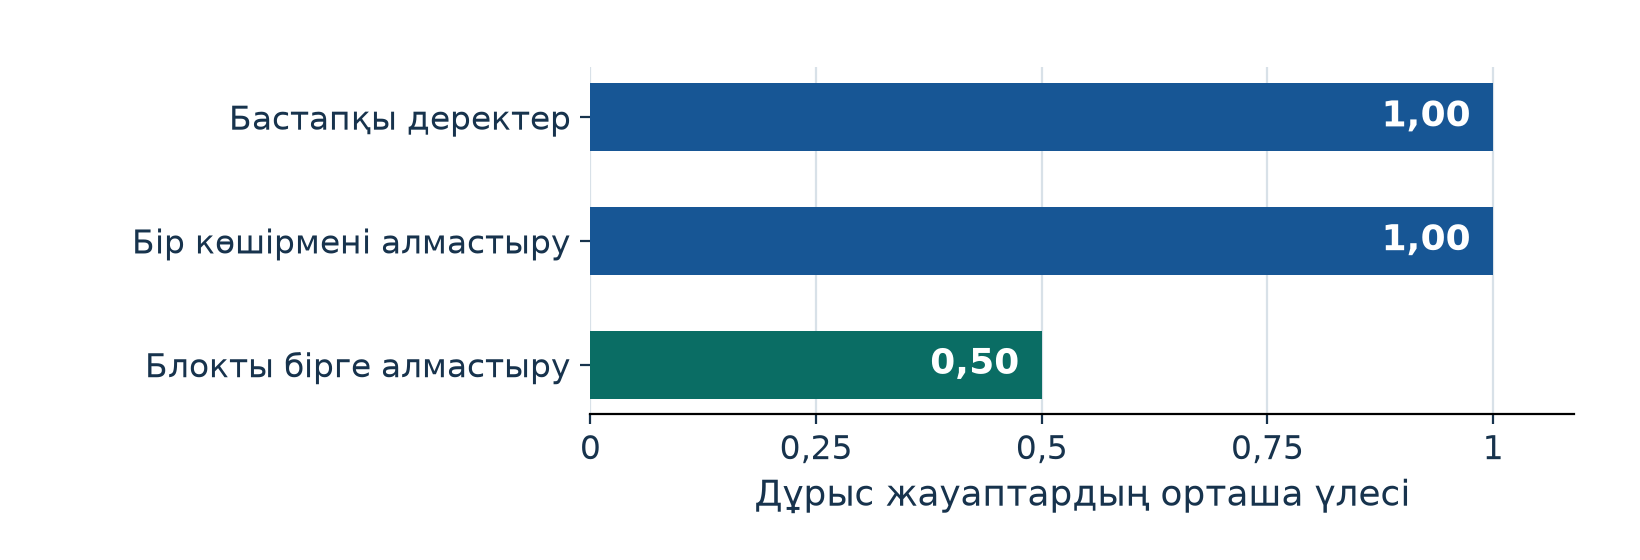 Бастапқы деректер
1,00
Бір көшірмені алмастыру
1,00
Блокты бірге алмастыру
0,50
0 0,25 0,5 0,75 1
Дұрыс жауаптардың орташа үлесі